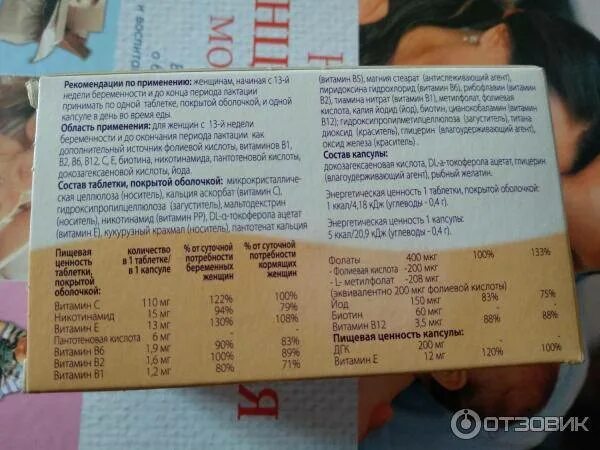 Рекомендации по применению: женщинам, начиная с 13-й
недели беременности и до конца периода лактации
принимать по одной таблетке, покрытой оболочкой, и одной
капсуле в день во время еды.
Область применения: для женщин с 13-й недели
беременности и до окончания периода лактации как
дополнительный источник фолиевой кислоты, витаминов В1,
В2, В6, В12, С, Е, биотина, никотинамида, пантотеновой кислоты,
докозагексаеновой кислоты, йода.
Состав таблетки, покрытой оболочкой: микрокристалличе-
ская целлюлоза (носитель), кальция аскорбат (витамин С),
гидроксипропилцеллюлоза (загуститель), мальтодекстрин
(носитель), никотинамид (витамин РР), DL-α-токоферола ацетат
(витамин Е), кукурузный крахмал (носитель), пантотенат кальция
(витамин В5), магния стеарат (антислеживающий агент),
пиридоксина гидрохлорид (витамин В6), рибофлавин (витамин
В2), тиамина нитрат (витамин В1), метилфолат, фолиевая
кислота, калия йодид (йод), биотин, цианокобаламин (витамин
В12); гидроксипропилметилцеллюлоза (загуститель), титана
диоксид (краситель), глицерин (влагоудерживающий агент),
оксид железа (краситель).
Состав капсулы:
докозагексаеновая кислота, DL-а-токоферола ацетат, глицерин
(влагоудерживающий агент), рыбный желатин.
Энергетическая ценность 1 таблетки, покрытой оболочкой:
1 ккал/4,18 кДж (углеводы - 0,4 г).
Энергетическая ценность 1 капсулы:
5 ккал/20,9 кДж (углеводы - 0,4 г).
Пищевая ценность таблетки, покрытой оболочкой: количество в 1 таблетке/ в 1 капсуле % от суточной потребности беременных женщин % от суточной потребности кормящих женщин
Витамин С 110 мг 122% 100%
Никотинамид 15 мг 94% 79%
Витамин Е 13 мг 130% 108%
Пантотеновая кислота 6 мг
Витамин В6 1,9 мг 90% 83%
Витамин В2 1,6 мг 100% 89%
Витамин В1 1,2 мг 80% 71%
Фолаты 400 мкг 100% 133%
- Фолиевая кислота -200 мкг
- L- метилфолат -208 мкг
(эквивалентно 200 мкг фолиевой кислоты)
Йод 150 мкг 83% 75%
Биотин 60 мкг
Витамин В12 3,5 мкг 88% 88%
Пищевая ценность капсулы:
ДГК 200 мг
Витамин Е 12 мг 120% 100%
ОТЗОВИК